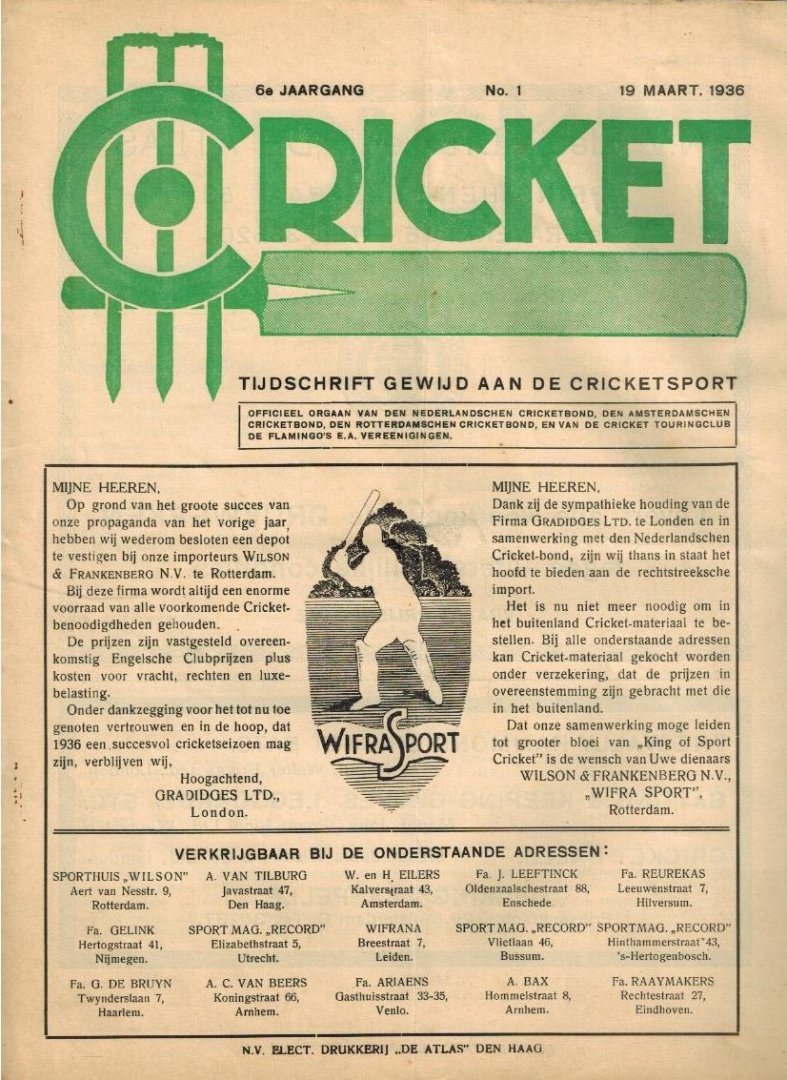 6e JAARGANG No. 1 19 MAART. 1936
CRICKET
TIJDSCHRIFT GEWIJD AAN DE CRICKETSPORT
OFFICIEEL ORGAAN VAN DEN NEDERLANDSCHEN CRICKETBOND, DEN AMSTERDAMSCHEN
CRICKETBOND, DEN ROTTERDAMSCHEN CRICKETBOND, EN VAN DE CRICKET TOURINGCLUB
DE FLAMINGO'S E.A. VEREENIGINGEN.
MIJNE HEEREN,
Op grond van het groote succes van
onze propaganda van het vorige jaar,
hebben wij wederom besloten een depot
te vestigen bij onze importeurs WILSON
& FRANKENBERG N.V. te Rotterdam.
Bij deze firma wordt altijd een enorme
voorraad van alle voorkomende Cricket-
benoodigdheden gehouden.
De prijzen zijn vastgesteld overeen-
komstig Engelsche Clubprijzen plus
kosten voor vracht, rechten en luxe-
belasting.
Onder dankzegging voor het tot nu toe
genoten vertrouwen en in de hoop, dat
1936 een succesvol cricketseizoen mag
zijn, verblijven wij,
Hoogachtend,
GRADIDGES LTD.,
London.
WIFRA SPORT
MIJNE HEEREN,
Dank zij de sympathieke houding van de
Firma GRADIDGES LTD. te Londen en in
samenwerking met den Nederlandschen
Cricket-bond, zijn wij thans in staat het
hoofd te bieden aan de rechtstreeksche
import.
Het is nu niet meer noodig om in
het buitenland Cricket-materiaal te be-
stellen. Bij alle onderstaande adressen
kan Cricket-materiaal gekocht worden
onder verzekering, dat de prijzen in
overeenstemming zijn gebracht met die
in het buitenland.
Dat onze samenwerking moge leiden
tot grooter bloei van „King of Sport
Cricket" is de wensch van Uwe dienaars
WILSON & FRANKENBERG N.V.,
„WIFRA SPORT",
Rotterdam.
VERKRIJGBAAR BIJ DE ONDERSTAANDE ADRESSEN:
SPORTHUIS „WILSON" A. VAN TILBURG W. en H. EILERS Fa. J. LEEFTINCK Fa. REUREKAS
Aert van Nesstr. 9, Javastraat 47, Kalverstraat 43, Oldenzaalschestraat 88, Leeuwenstraat 7,
Rotterdam. Den Haag. Amsterdam. Enschede. Hilversum.
Fa. GELINK SPORT MAG. „RECORD" WIFRANA SPORT MAG. „RECORD" SPORTMAG. „RECORD"
Hertogstraat 41, Elizabethstraat 5, Breestraat 7, Vlietlaan 46, Hinthammerstraat 43,
Nijmegen. Utrecht. Leiden. Bussum. 's-Hertogenbosch.
Fa. G. DE BRUYN A. C. VAN BEERS Fa. ARIAENS A. BAX Fa. RAAYMAKERS
Twynderslaan 7, Koningstraat 66, Gasthuisstraat 33-35, Hommelstraat 8, Rechtestraat 27,
Haarlem. Arnhem. Venlo. Arnhem. Eindhoven.
N.V. ELECT. DRUKKERIJ „DE ATLAS" DEN HAAG